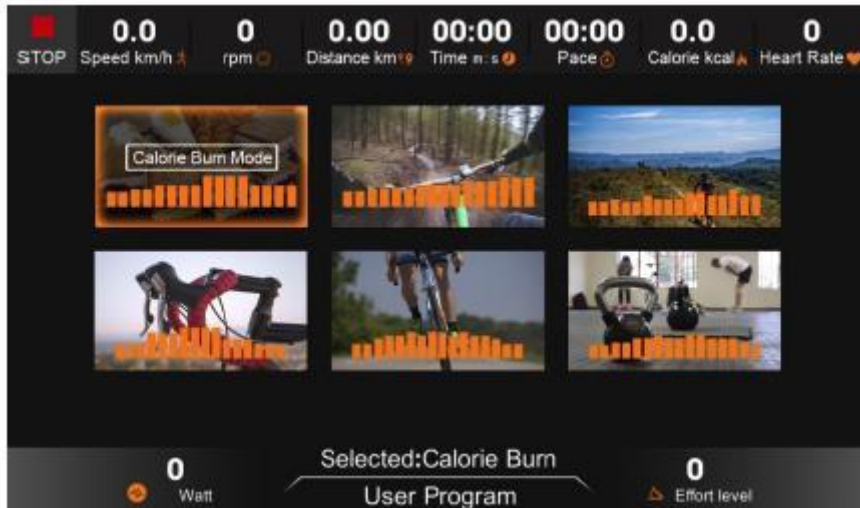 STOP
0.0
Speed km/h
0
rpm
0.00
Distance km
00:00
Time m:s
00:00
Pace
0.0
Calorie kcal
0
Heart Rate
Calorie Burn Mode
Selected:Calorie Burn
0
Watt
User Program
0
Effort level